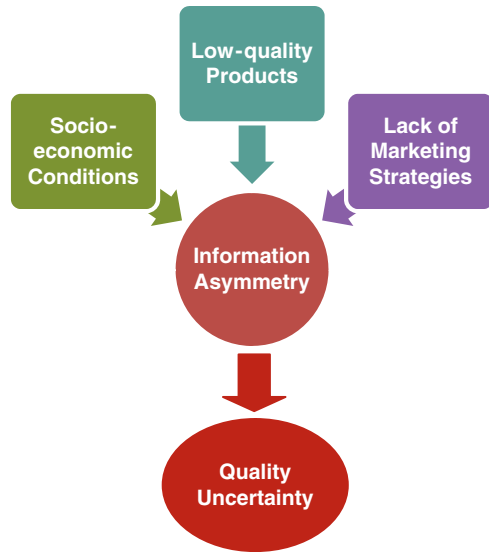 Low-quality
Products
Socio-
economic
Conditions
Lack of
Marketing
Strategies
Information
Asymmetry
Quality
Uncertainty